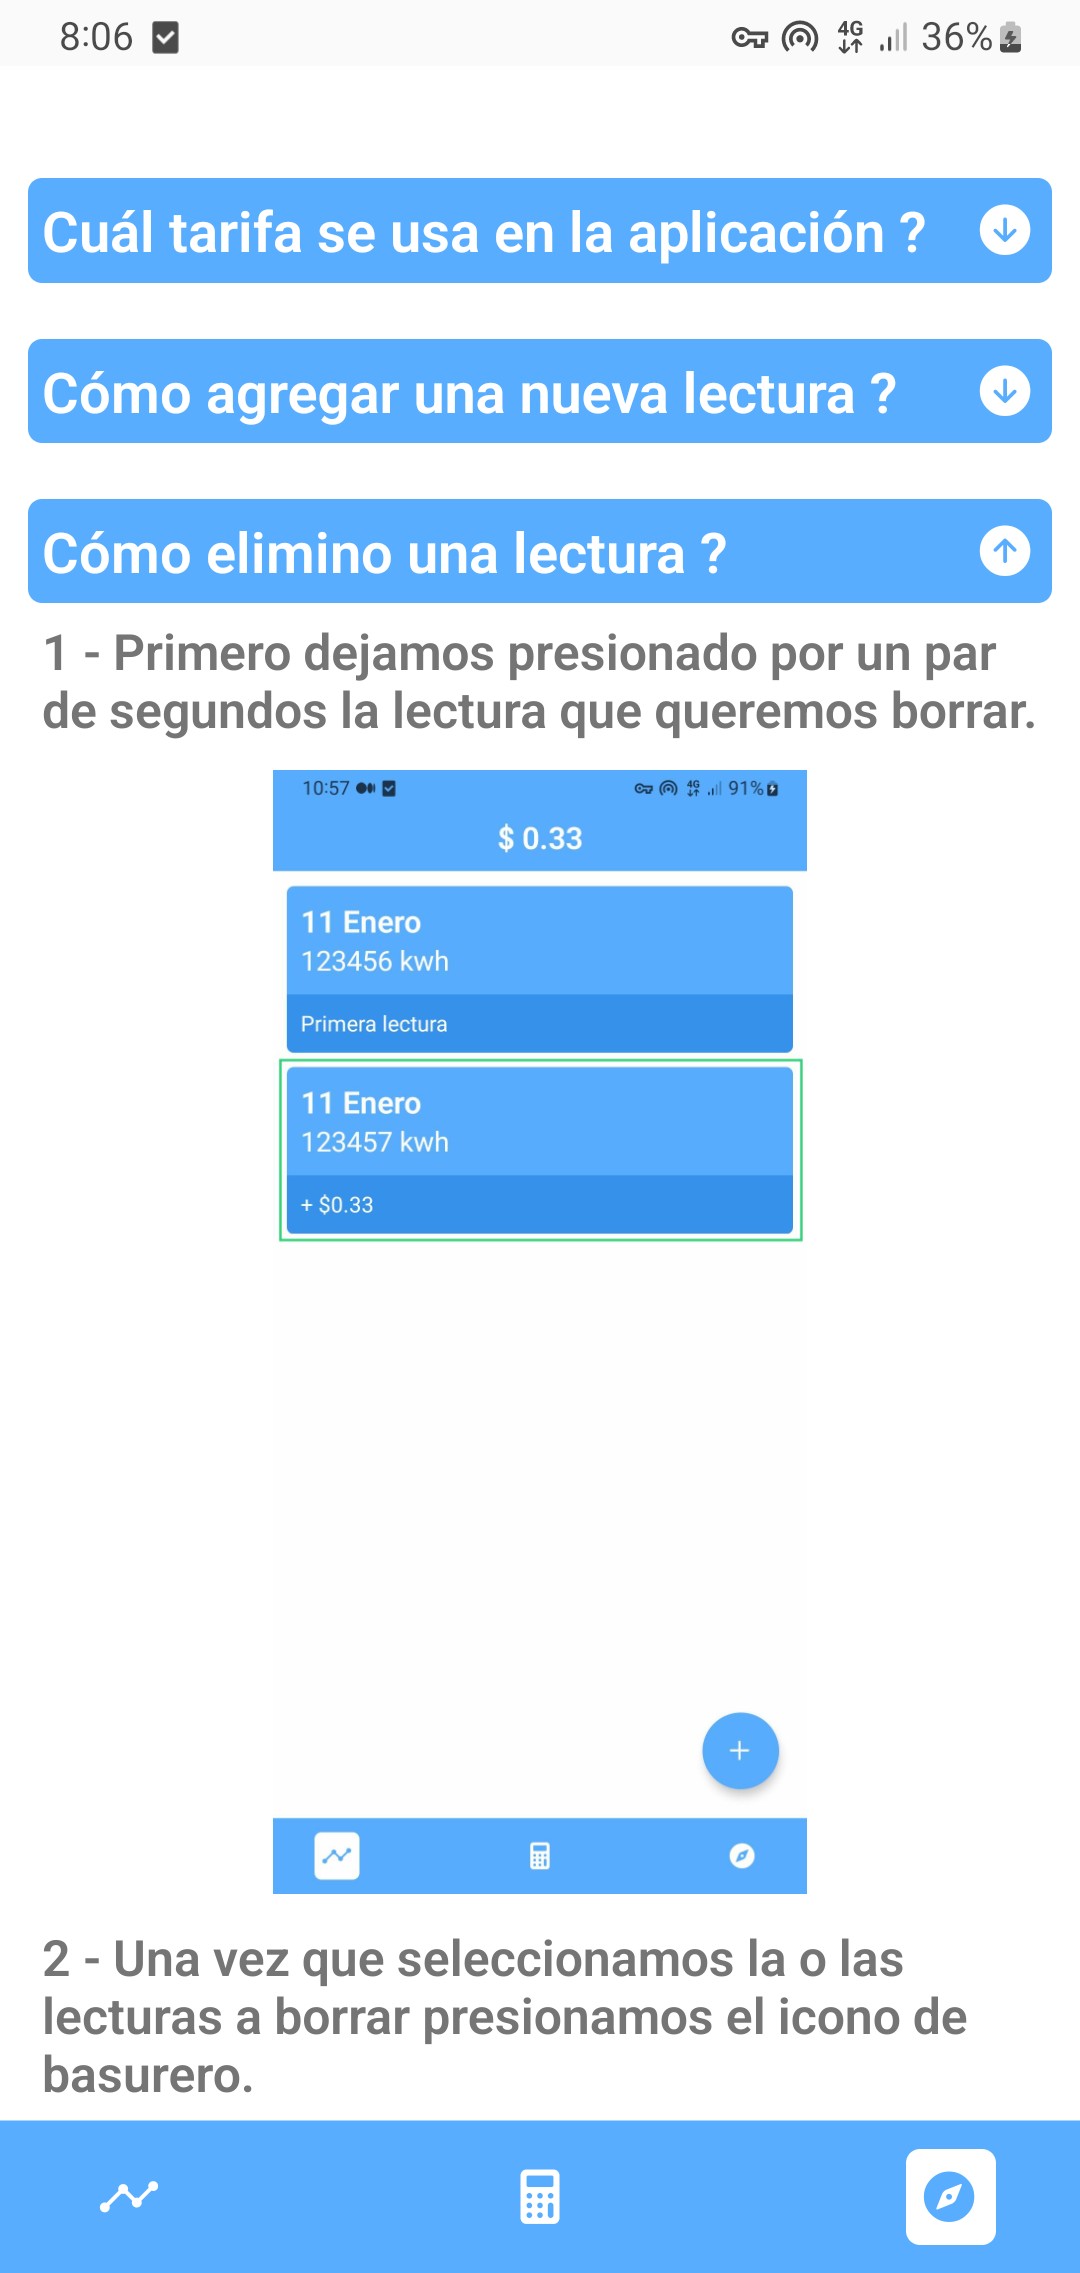 8:06
4G
36%
Cuál tarifa se usa en la aplicación ?
Cómo agregar una nueva lectura ?
Cómo elimino una lectura ?
1 - Primero dejamos presionado por un par
de segundos la lectura que queremos borrar.
10:57
4G
91%
$ 0.33
11 Enero
123456 kwh
Primera lectura
11 Enero
123457 kwh
+ $0.33
+
2 - Una vez que seleccionamos la o las
lecturas a borrar presionamos el icono de
basurero.